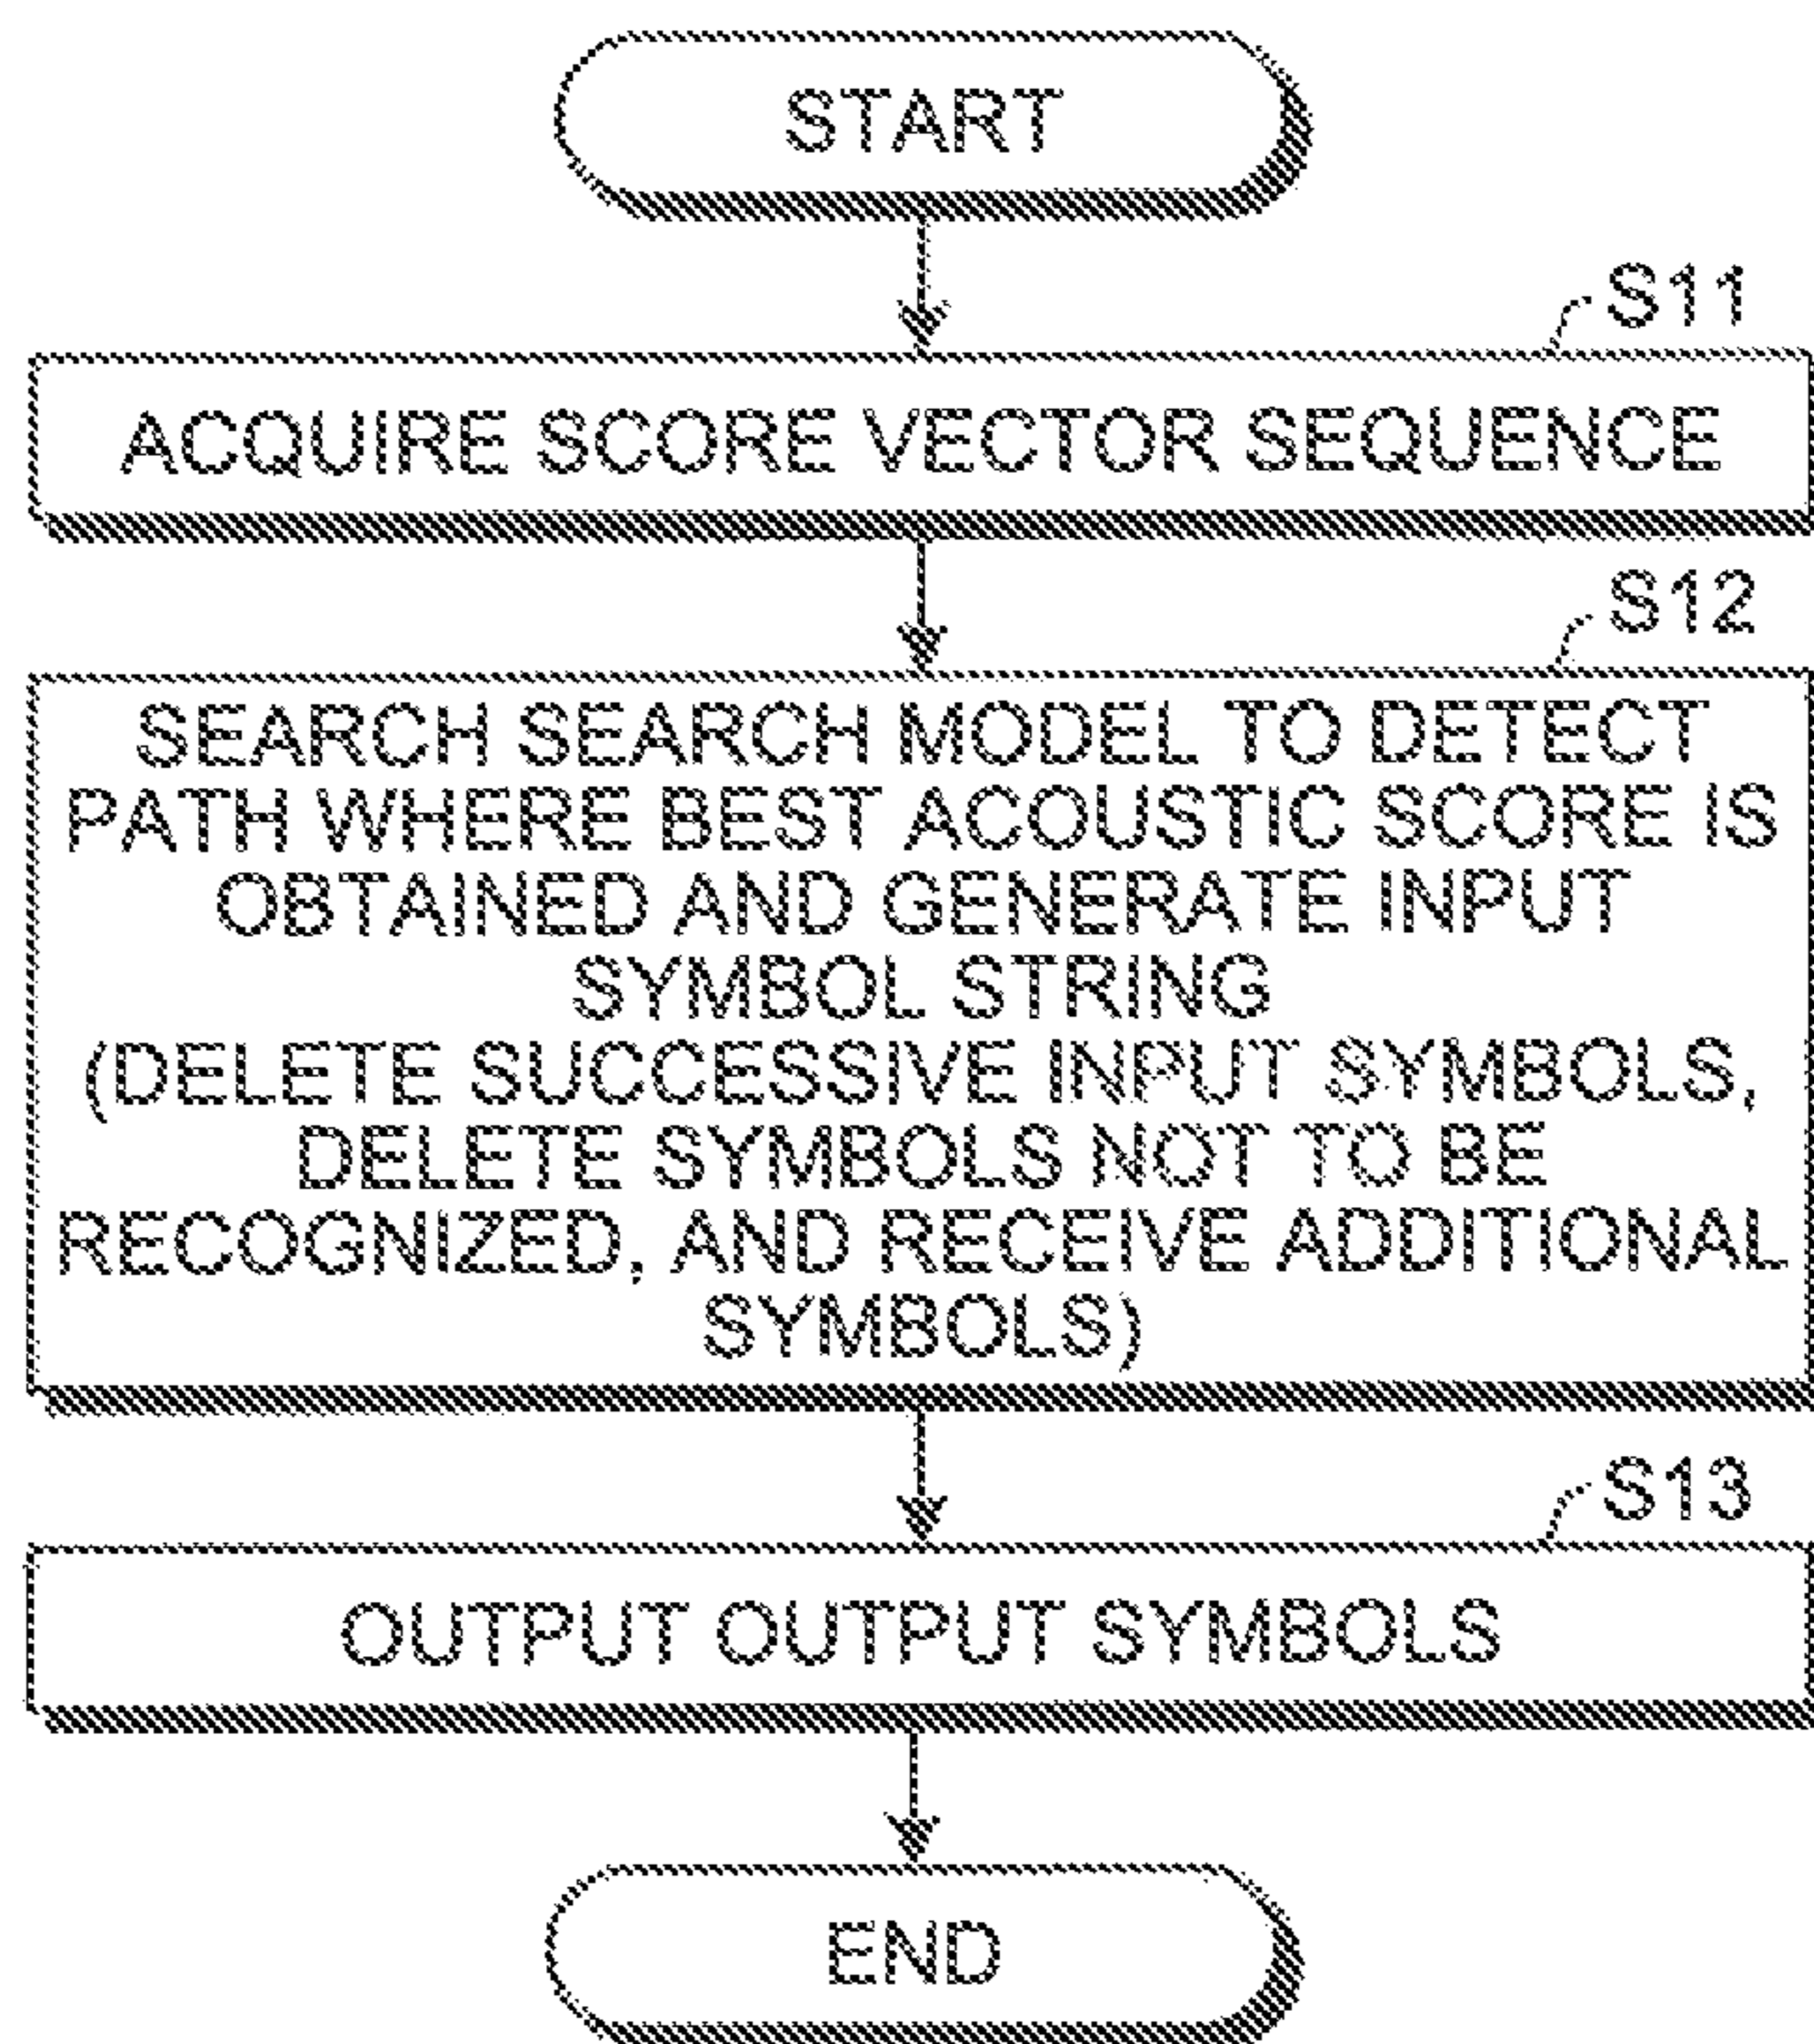 START
S11
ACQUIRE SCORE VECTOR SEQUENCE
S12
SEARCH SEARCH MODEL TO DETECT
PATH WHERE BEST ACOUSTIC SCORE IS
OBTAINED AND GENERATE INPUT
SYMBOL STRING
(DELETE SUCCESSIVE INPUT SYMBOLS,
DELETE SYMBOLS NOT TO BE
RECOGNIZED, AND RECEIVE ADDITIONAL
SYMBOLS)
S13
OUTPUT OUTPUT SYMBOLS
END